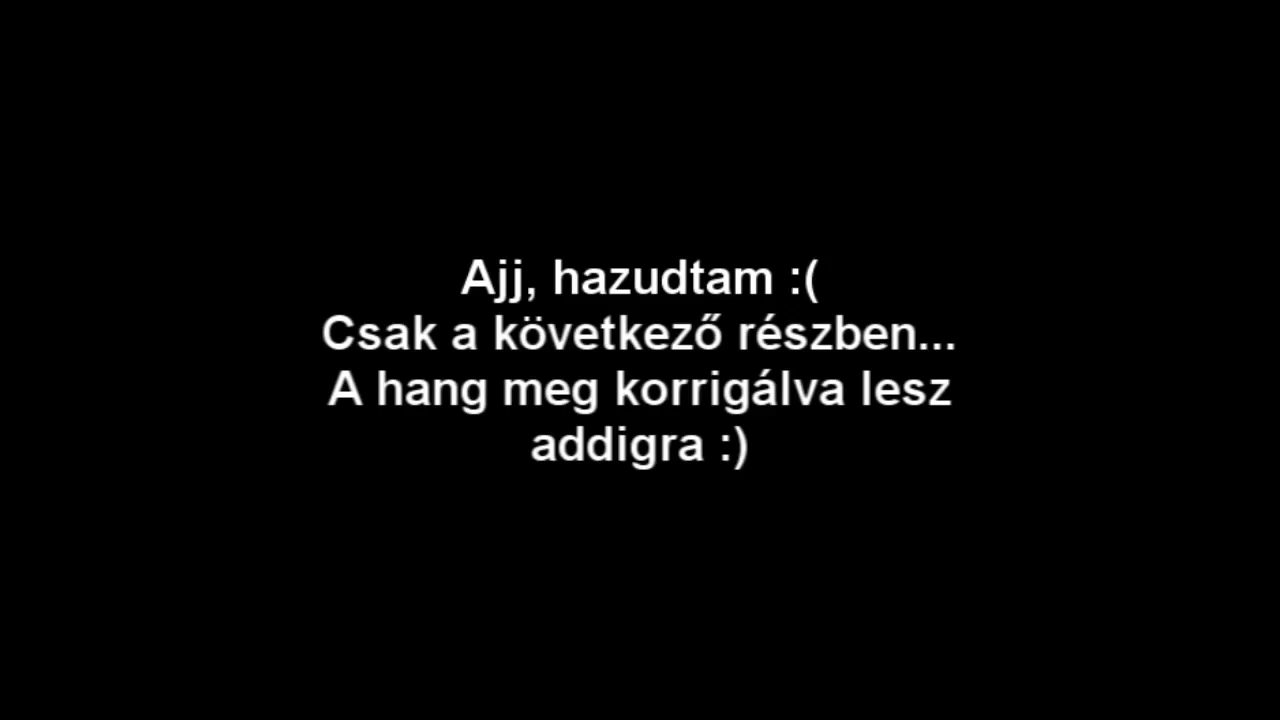 Ajj, hazudtam :(
Csak a következő részben...
A hang meg korrigálva lesz
addigra :)